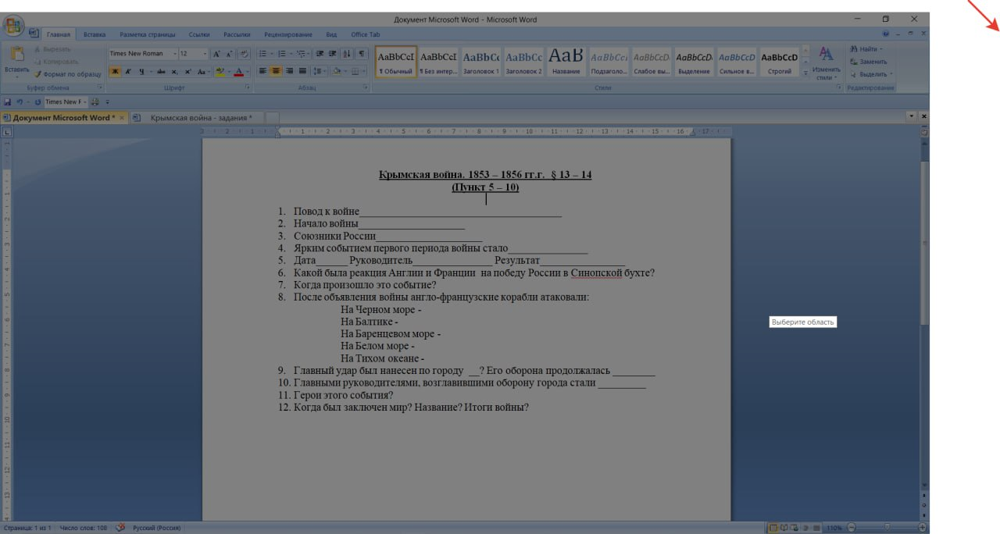 Документ Microsoft Word - Microsoft Word
Главная Вставка Разметка страницы Ссылки Рассылки Рецензирование Вид Office Tab
Вставить
Вырезать
Копировать
Формат по образцу
Буфер обмена
Times New Roman 12
Шрифт
Абзац
AaBbCcI AaBbCcI AaBbCc AaBbCc AaB AaBbCcI AaBbCcD AaBbCcD AaBbCcD AaBbCcD
¶ Обычный ¶ Без интер... Заголовок 1 Заголовок 2 Название Подзаголо... Слабое вы... Выделение Сильное в... Строгий
Стили
Изменить стили
Найти
Заменить
Выделить
Редактирование
Times New F
Документ Microsoft Word * Крымская война - задания *
Крымская война. 1853 – 1856 гг.г. § 13 – 14
(Пункт 5 – 10)
1. Повод к войне______________________________________
2. Начало войны____________________
3. Союзники России____________________
4. Ярким событием первого периода войны стало_______________
5. Дата______ Руководитель_______________ Результат________________
6. Какой была реакция Англии и Франции на победу России в Синопской бухте?
7. Когда произошло это событие?
8. После объявления войны англо-французские корабли атаковали:
На Черном море -
На Балтике -
На Баренцевом море -
На Белом море -
На Тихом океане -
9. Главный удар был нанесен по городу __? Его оборона продолжалась ________
10. Главными руководителями, возглавившими оборону города стали _________
11. Герои этого события?
12. Когда был заключен мир? Название? Итоги войны?
Выберите область
Страница: 1 из 1 Число слов: 108 Русский (Россия) 110%